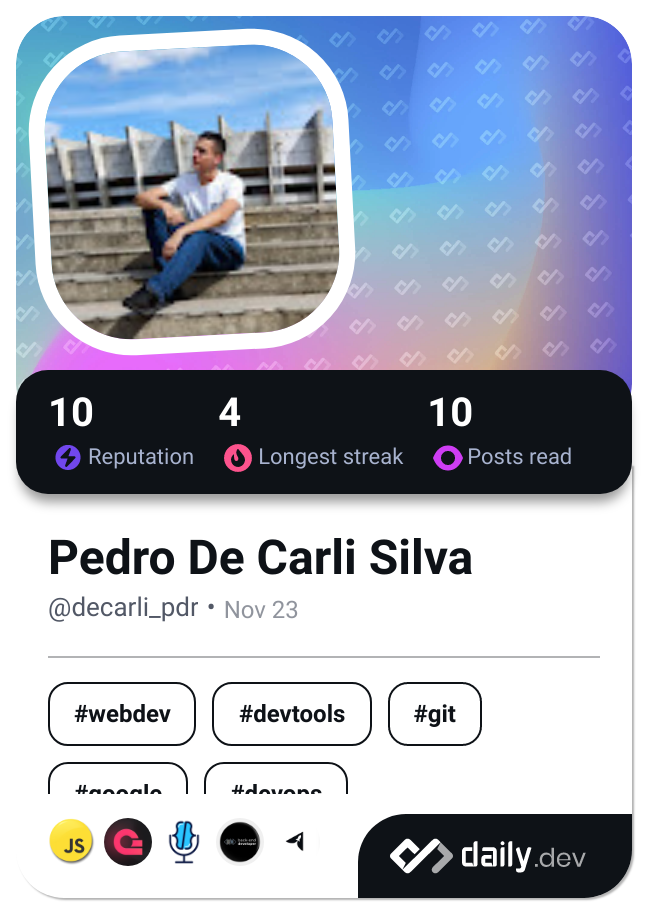 10 4 10
Reputation Longest streak Posts read
Pedro De Carli Silva
@decarli_pdr • Nov 23
#webdev #devtools #git
#google #devops
JS
daily.dev